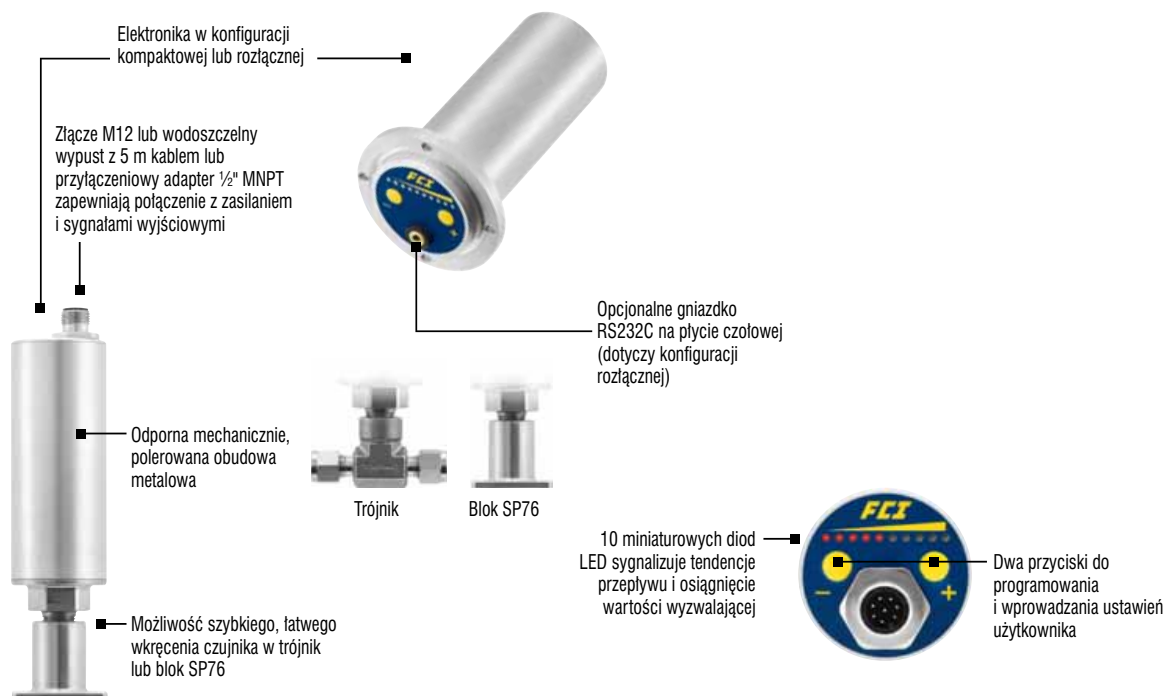 Elektronika w konfiguracji
kompaktowej lub rozłącznej
Złącze M12 lub wodoszczelny
wypust z 5 m kablem lub
przyłączeniowy adapter ½" MNPT
zapewniają połączenie z zasilaniem
i sygnałami wyjściowymi
FCI
– +
Opcjonalne gniazdko
RS232C na płycie czołowej
(dotyczy konfiguracji
rozłącznej)
Odporna mechanicznie,
polerowana obudowa
metalowa
Trójnik
Blok SP76
10 miniaturowych diod
LED sygnalizuje tendencje
przepływu i osiągnięcie
wartości wyzwalającej
FCI
– +
Dwa przyciski do
programowania
i wprowadzania ustawień
użytkownika
Możliwość szybkiego, łatwego
wkręcenia czujnika w trójnik
lub blok SP76